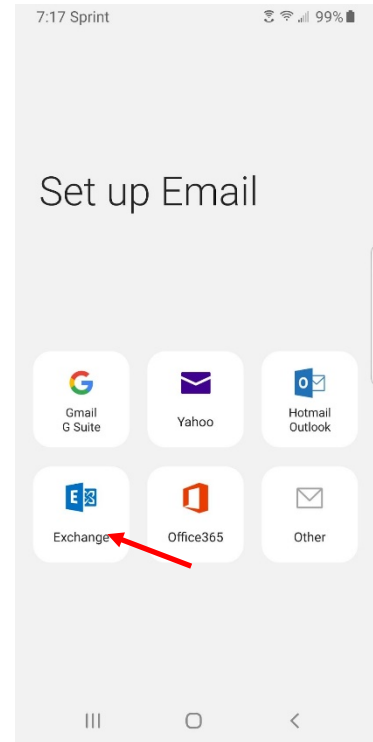 7:17 Sprint 99%
Set up Email
Gmail
G Suite
Yahoo
Hotmail
Outlook
Exchange
Office365
Other